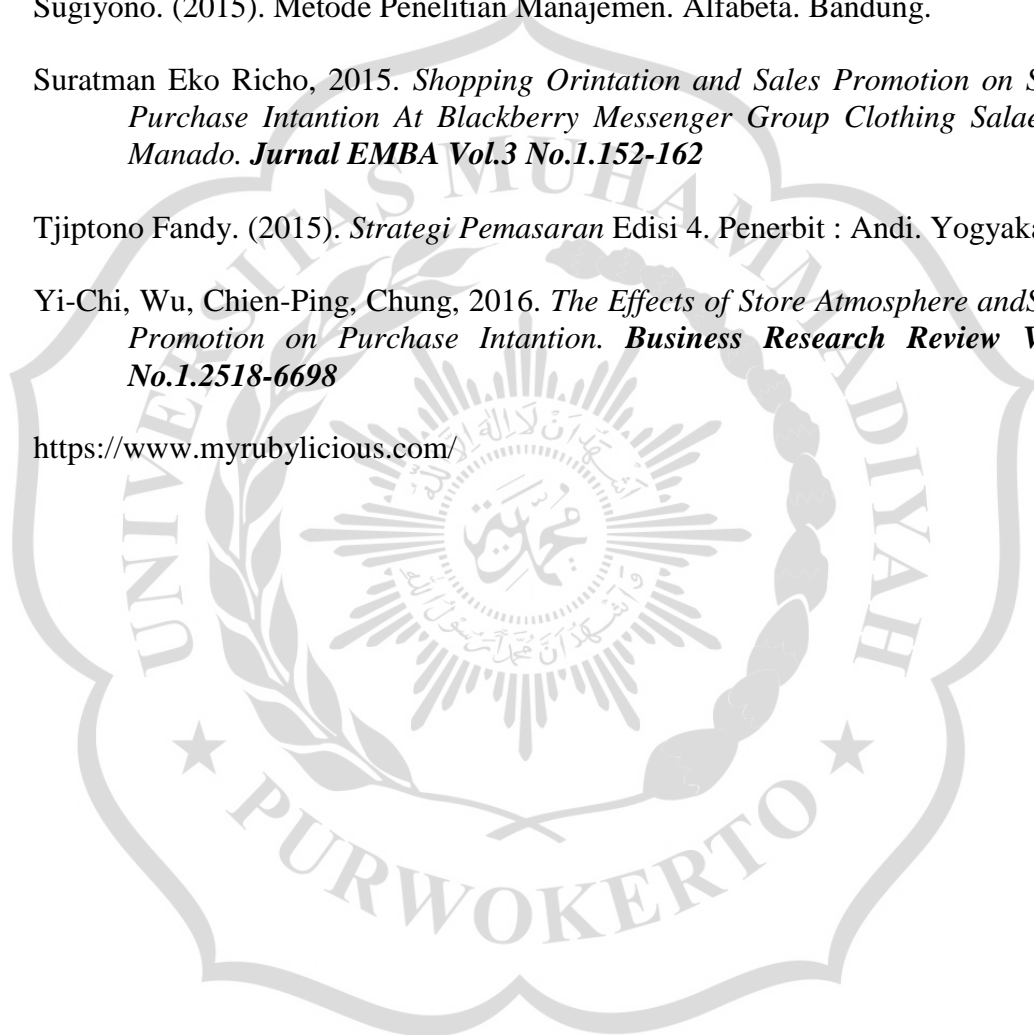 Sugiyono. (2015). Metode Penelitian Manajemen. Alfabeta. Bandung.
Suratman Eko Richo, 2015. Shopping Orintation and Sales Promotion on
Purchase Intantion At Blackberry Messenger Group Clothing
Manado. Jurnal EMBA Vol.3 No.1.152-162
Tjiptono Fandy. (2015). Strategi Pemasaran Edisi 4. Penerbit : Andi.
Yi-Chi, Wu, Chien-Ping, Chung, 2016. The Effects of Store Atmosphere
Promotion on Purchase Intantion. Business Research Review
No.1.2518-6698
https://www.myrubylicious.com/
UNIVERSITAS MUHAMMADIYAH
PURWOKERTO